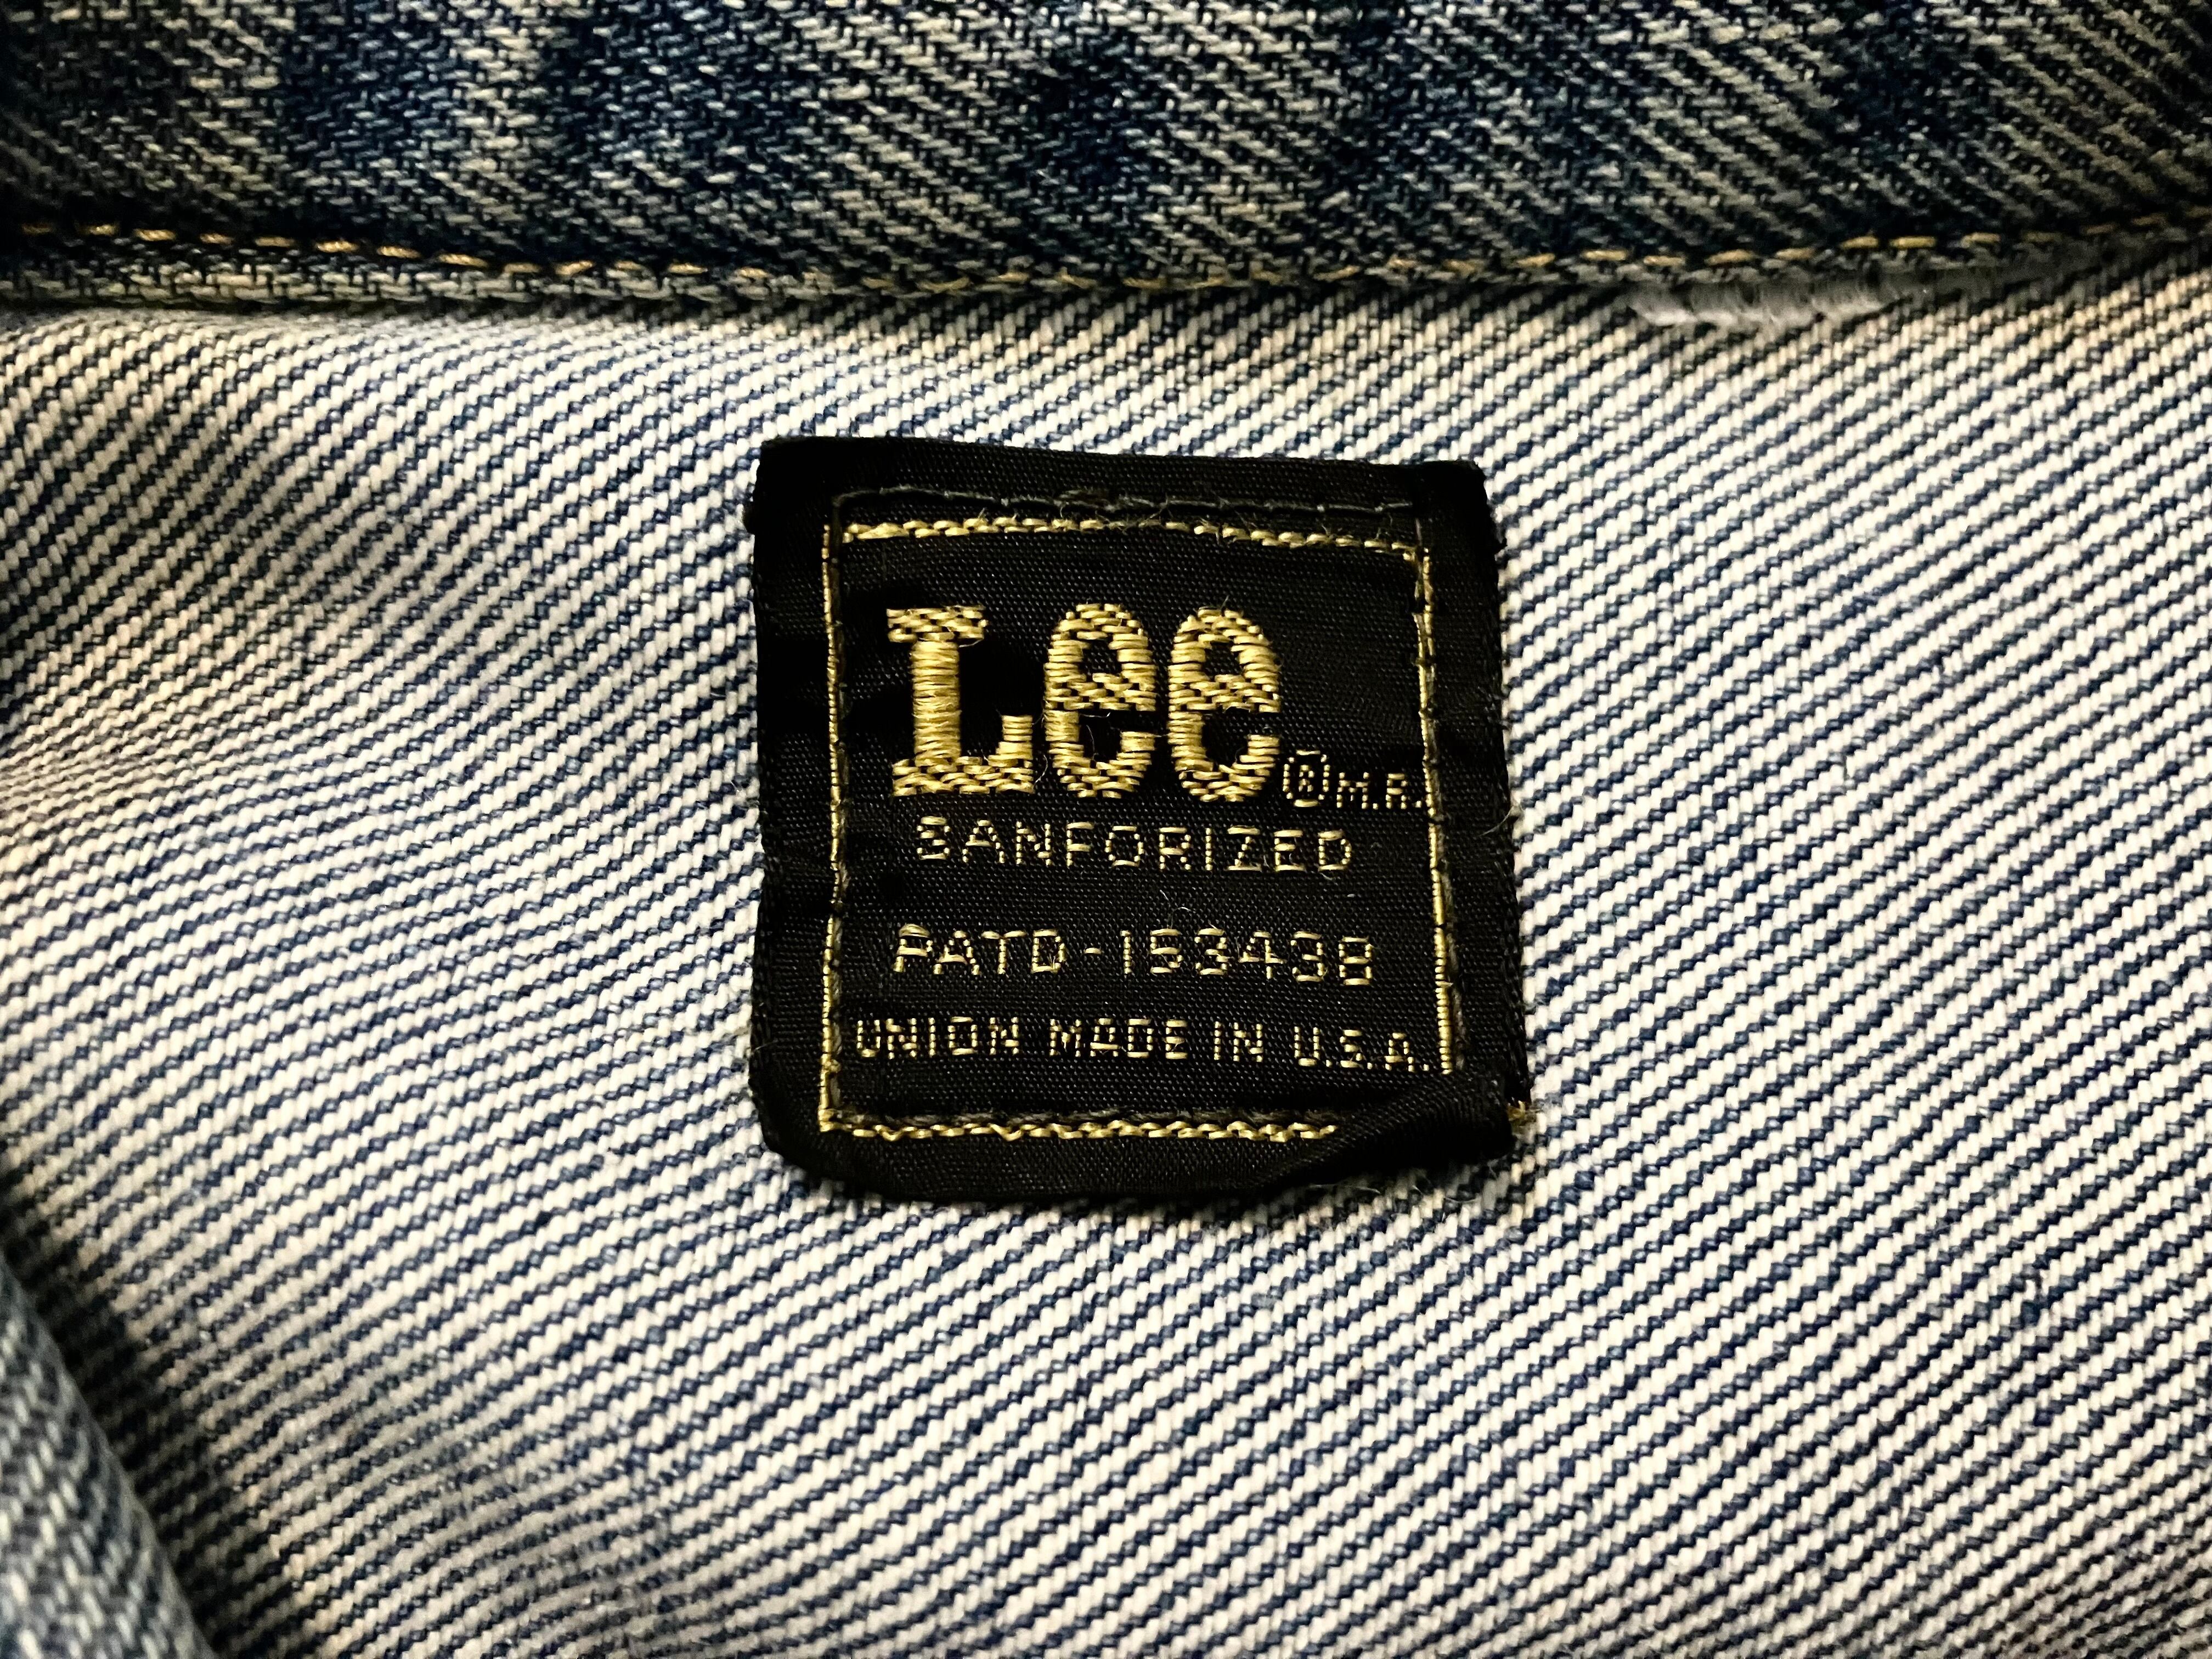 Lee® M.R.
SANFORIZED
PATD-153438
UNION MADE IN U.S.A.